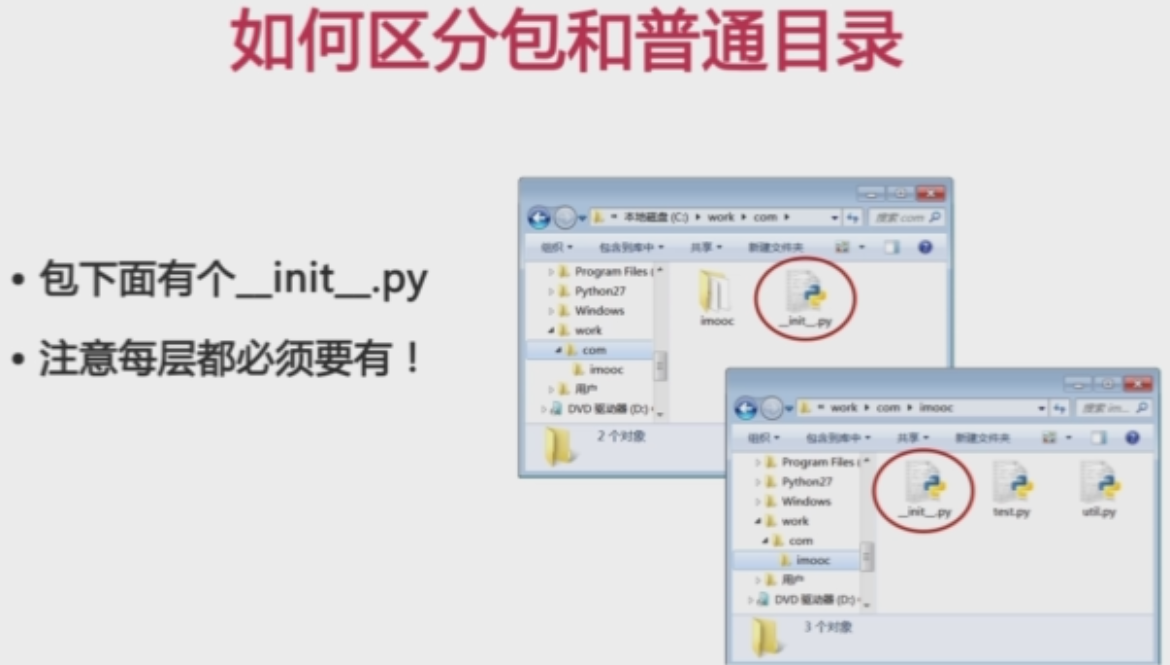 如何区分包和普通目录
• 包下面有个__init__.py
• 注意每层都必须要有！
本地磁盘 (C:) work com 搜索 com
组织 包含到库中 共享 新建文件夹
Program Files
Python27
Windows
work
com
imooc
用户
DVD 驱动器 (D:)
imooc
__init__.py
2 个对象
work com imooc 搜索 im...
组织 包含到库中 共享 新建文件夹
Program Files
Python27
Windows
work
com
imooc
用户
DVD 驱动器 (D:)
__init__.py test.py util.py
3 个对象